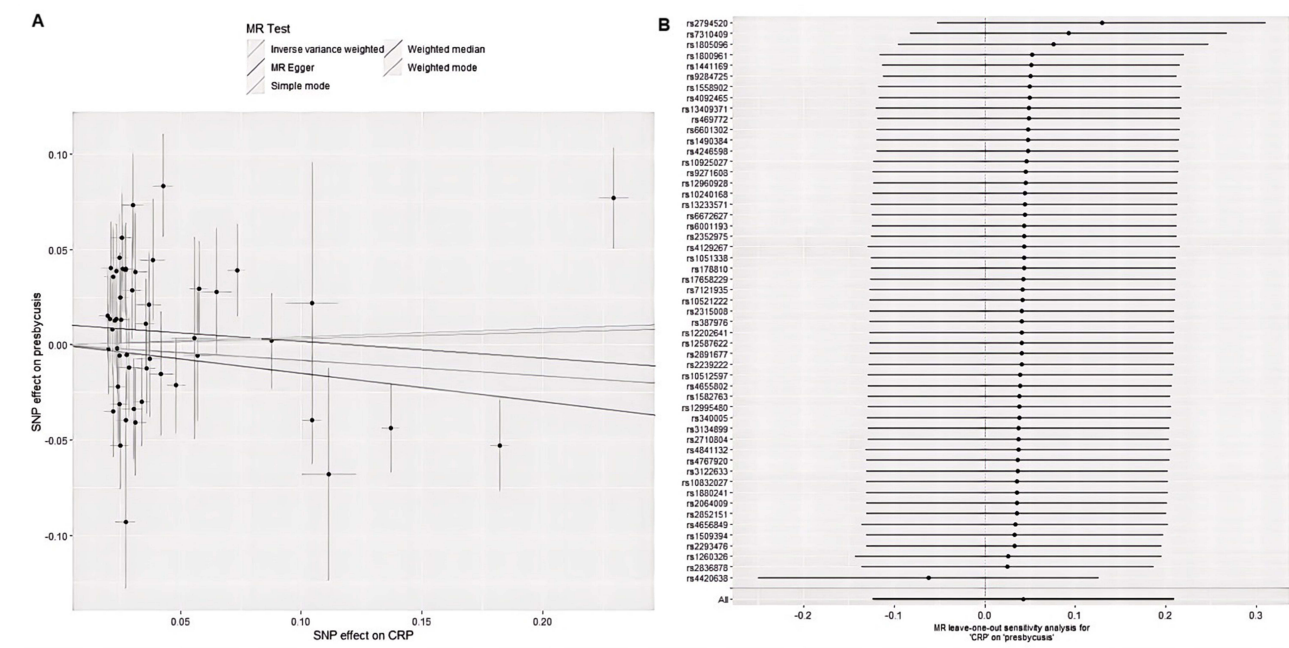 A
MR Test
Inverse variance weighted
Weighted median
MR Egger
Weighted mode
Simple mode
SNP effect on presbycusis
0.10
0.05
0.00
-0.05
-0.10
0.05
0.10
0.15
0.20
SNP effect on CRP
B
rs2794520
rs7310409
rs1805096
rs1800961
rs1441169
rs9284725
rs1558902
rs4092465
rs13409371
rs469772
rs6601302
rs1490384
rs4246598
rs10925027
rs9271608
rs12960928
rs10240168
rs13233571
rs6672627
rs6001193
rs2352975
rs4129267
rs1051338
rs178810
rs17658229
rs7121935
rs10521222
rs2315008
rs387976
rs12202641
rs12587622
rs2891677
rs2239222
rs10512597
rs4655802
rs1582763
rs12995480
rs340005
rs3134899
rs2710804
rs4841132
rs4767920
rs3122633
rs10832027
rs1880241
rs2064009
rs2852151
rs4656849
rs1509394
rs2293476
rs1260326
rs2836878
rs4420638
All
-0.2
-0.1
0.0
0.1
0.2
0.3
MR leave-one-out sensitivity analysis for
'CRP' on 'presbycusis'